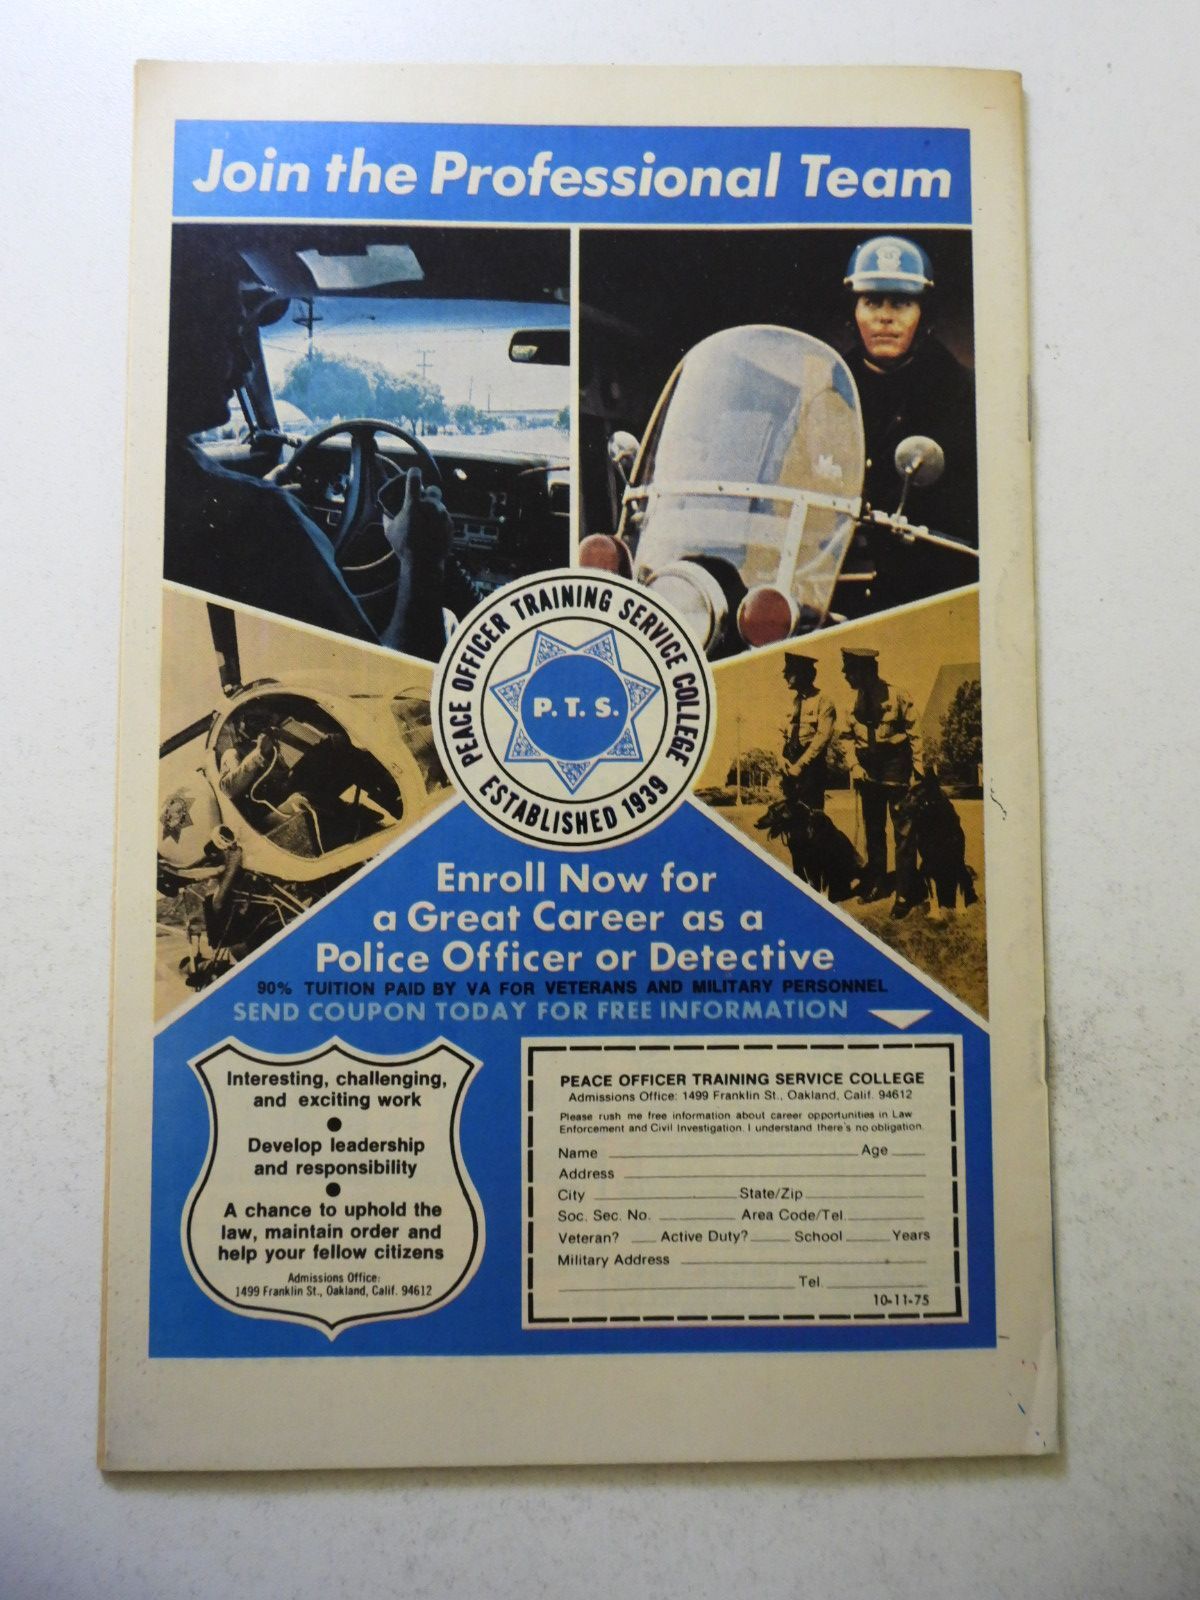 Join the Professional Team
PEACE OFFICER TRAINING SERVICE COLLEGE
P. T. S.
ESTABLISHED 1939
Enroll Now for
a Great Career as a
Police Officer or Detective
90% TUITION PAID BY VA FOR VETERANS AND MILITARY PERSONNEL
SEND COUPON TODAY FOR FREE INFORMATION
Interesting, challenging,
and exciting work
Develop leadership
and responsibility
A chance to uphold the
law, maintain order and
help your fellow citizens
Admissions Office:
1499 Franklin St., Oakland, Calif. 94612
PEACE OFFICER TRAINING SERVICE COLLEGE
Admissions Office: 1499 Franklin St., Oakland, Calif. 94612
Please rush me free information about career opportunities in Law
Enforcement and Civil Investigation. I understand there's no obligation.
Name Age
Address
City State/Zip
Soc. Sec. No. Area Code/Tel.
Veteran? Active Duty? School Years
Military Address
Tel.
10-11-75